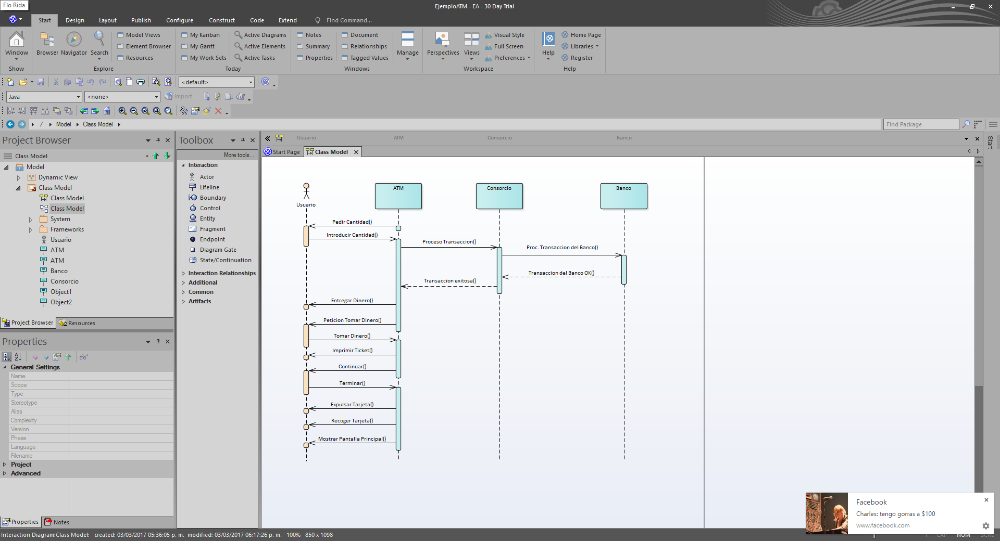 Flo Rida
EjemploATM - EA - 30 Day Trial
Start Design Layout Publish Configure Construct Code Extend Find Command...
Window
Show
Browser Navigator Search
Model Views
Element Browser
Resources
Explore
My Kanban
My Gantt
My Work Sets
Active Diagrams
Active Elements
Active Tasks
Today
Notes
Summary
Properties
Document
Relationships
Tagged Values
Windows
Manage
Perspectives Views
Visual Style
Full Screen
Preferences
Workspace
Help
Home Page
Libraries
Register
Help
<default>
Java <none> Import
/ Model Class Model Find Package
Project Browser
Class Model
Model
Dynamic View
Class Model
Class Model
Class Model
System
Frameworks
Usuario
ATM
ATM
Banco
Consorcio
Object1
Object2
Project Browser Resources
Properties
General Settings
Name
Scope
Type
Stereotype
Alias
Complexity
Version
Phase
Language
Filename
Project
Advanced
Properties Notes
Toolbox
More tools...
Interaction
Actor
Lifeline
Boundary
Control
Entity
Fragment
Endpoint
Diagram Gate
State/Continuation
Interaction Relationships
Additional
Common
Artifacts
Usuario ATM Consorcio Banco
Start Page Class Model
Start
Usuario ATM Consorcio Banco
Pedir Cantidad()
Introducir Cantidad()
Proceso Transaccion()
Proc. Transaccion del Banco()
Transaccion del Banco OK()
Transaccion exitosa()
Entregar Dinero()
Peticion Tomar Dinero()
Tomar Dinero()
Imprimir Ticket()
Continuar()
Terminar()
Expulsar Tarjeta()
Recoger Tarjeta()
Mostrar Pantalla Principal()
Facebook
Charles: tengo gorras a $100
www.facebook.com
Interaction Diagram:Class Model: created: 03/03/2017 05:36:05 p. m. modified: 03/03/2017 06:17:26 p. m. 100% 850 x 1098
CAP NUM SCRL